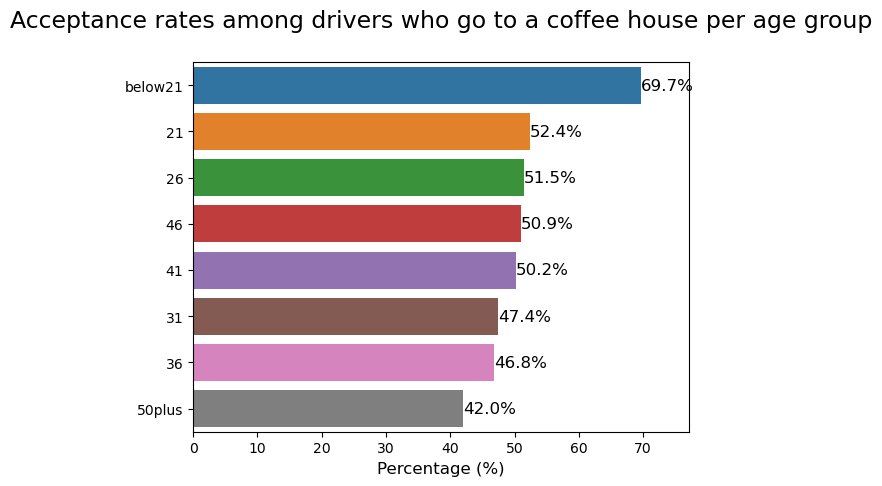 Acceptance rates among drivers who go to a coffee house per age group
below21 69.7%
21 52.4%
26 51.5%
46 50.9%
41 50.2%
31 47.4%
36 46.8%
50plus 42.0%
0 10 20 30 40 50 60 70
Percentage (%)